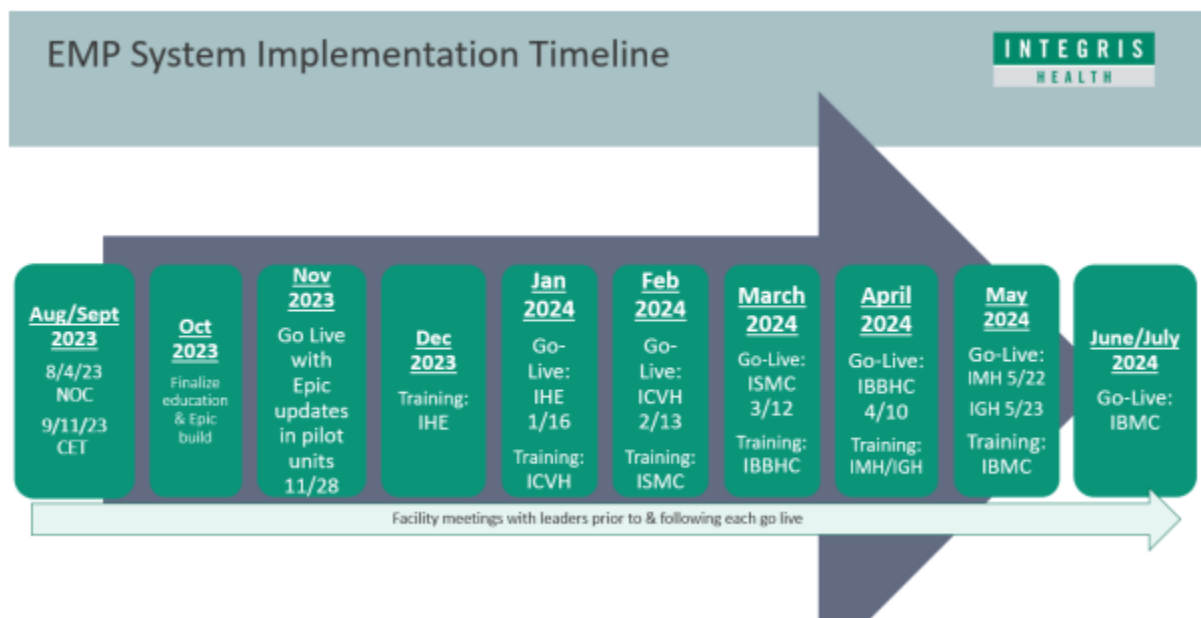 EMP System Implementation Timeline
INTEGRIS
HEALTH
Aug/Sept
2023
8/4/23
NOC
9/11/23
CET
Oct
2023
Finalize
education
& Epic
build
Nov
2023
Go Live
with
Epic
updates
in pilot
units
11/28
Dec
2023
Training:
IHE
Jan
2024
Go-
Live:
IHE
1/16
Training:
ICVH
Feb
2024
Go-
Live:
ICVH
2/13
Training:
ISMC
March
2024
Go-Live:
ISMC
3/12
Training:
IBBHC
April
2024
Go-Live:
IBBHC
4/10
Training:
IMH/IGH
May
2024
Go-Live:
IMH 5/22
IGH 5/23
Training:
IBMC
June/July
2024
Go-Live:
IBMC
Facility meetings with leaders prior to & following each go live